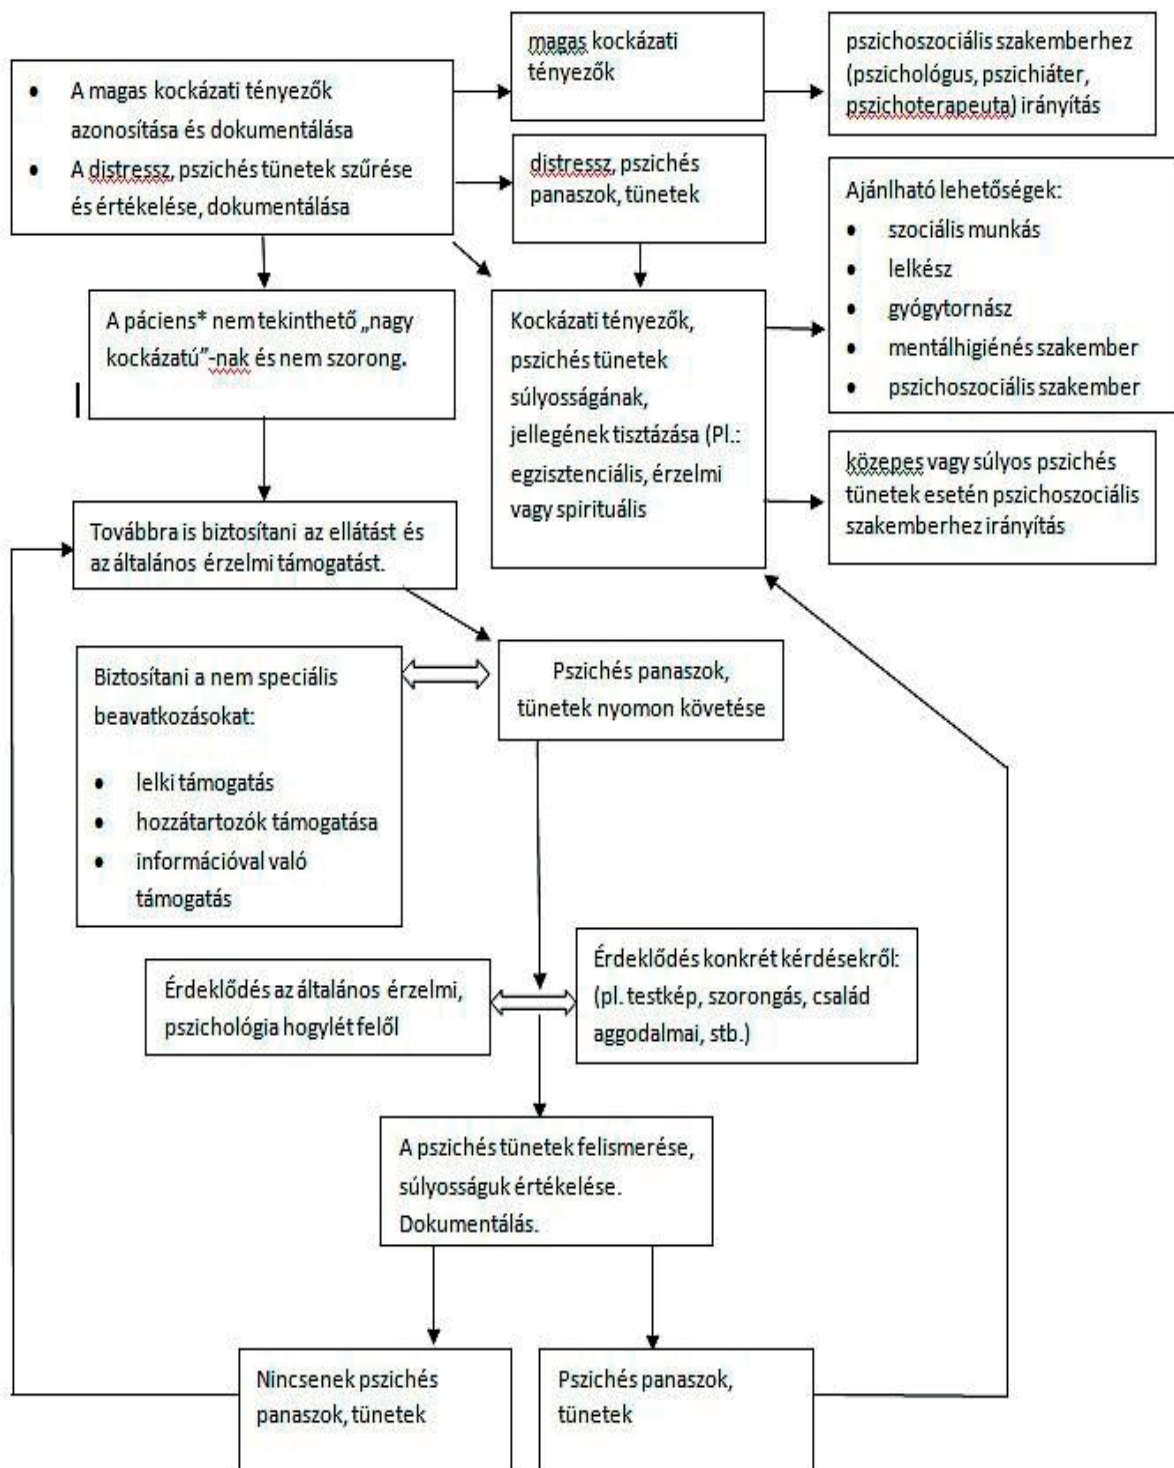 magas kockázati
tényezők
pszichoszociális szakemberhez
(pszichológus, pszichiáter,
pszichoterapeuta) irányítás
• A magas kockázati tényezők
azonosítása és dokumentálása
• A distressz, pszichés tünetek szűrése
és értékelése, dokumentálása
distressz, pszichés
panaszok, tünetek
Ajánlható lehetőségek:
• szociális munkás
• lelkész
• gyógytornász
• mentálhigiénés szakember
• pszichoszociális szakember
A páciens* nem tekinthető „nagy
kockázatú”-nak és nem szorong.
Kockázati tényezők,
pszichés tünetek
súlyosságának,
jellegének tisztázása (Pl.:
egzisztenciális, érzelmi
vagy spirituális
közepes vagy súlyos pszichés
tünetek esetén pszichoszociális
szakemberhez irányítás
Továbbra is biztosítani az ellátást és
az általános érzelmi támogatást.
Biztosítani a nem speciális
beavatkozásokat:
• lelki támogatás
• hozzátartozók támogatása
• információval való
támogatás
Pszichés panaszok,
tünetek nyomon követése
Érdeklődés az általános érzelmi,
pszichológia hogylét felől
Érdeklődés konkrét kérdésekről:
(pl. testkép, szorongás, család
aggodalmai, stb.)
A pszichés tünetek felismerése,
súlyosságuk értékelése.
Dokumentálás.
Nincsenek pszichés
panaszok, tünetek
Pszichés panaszok,
tünetek